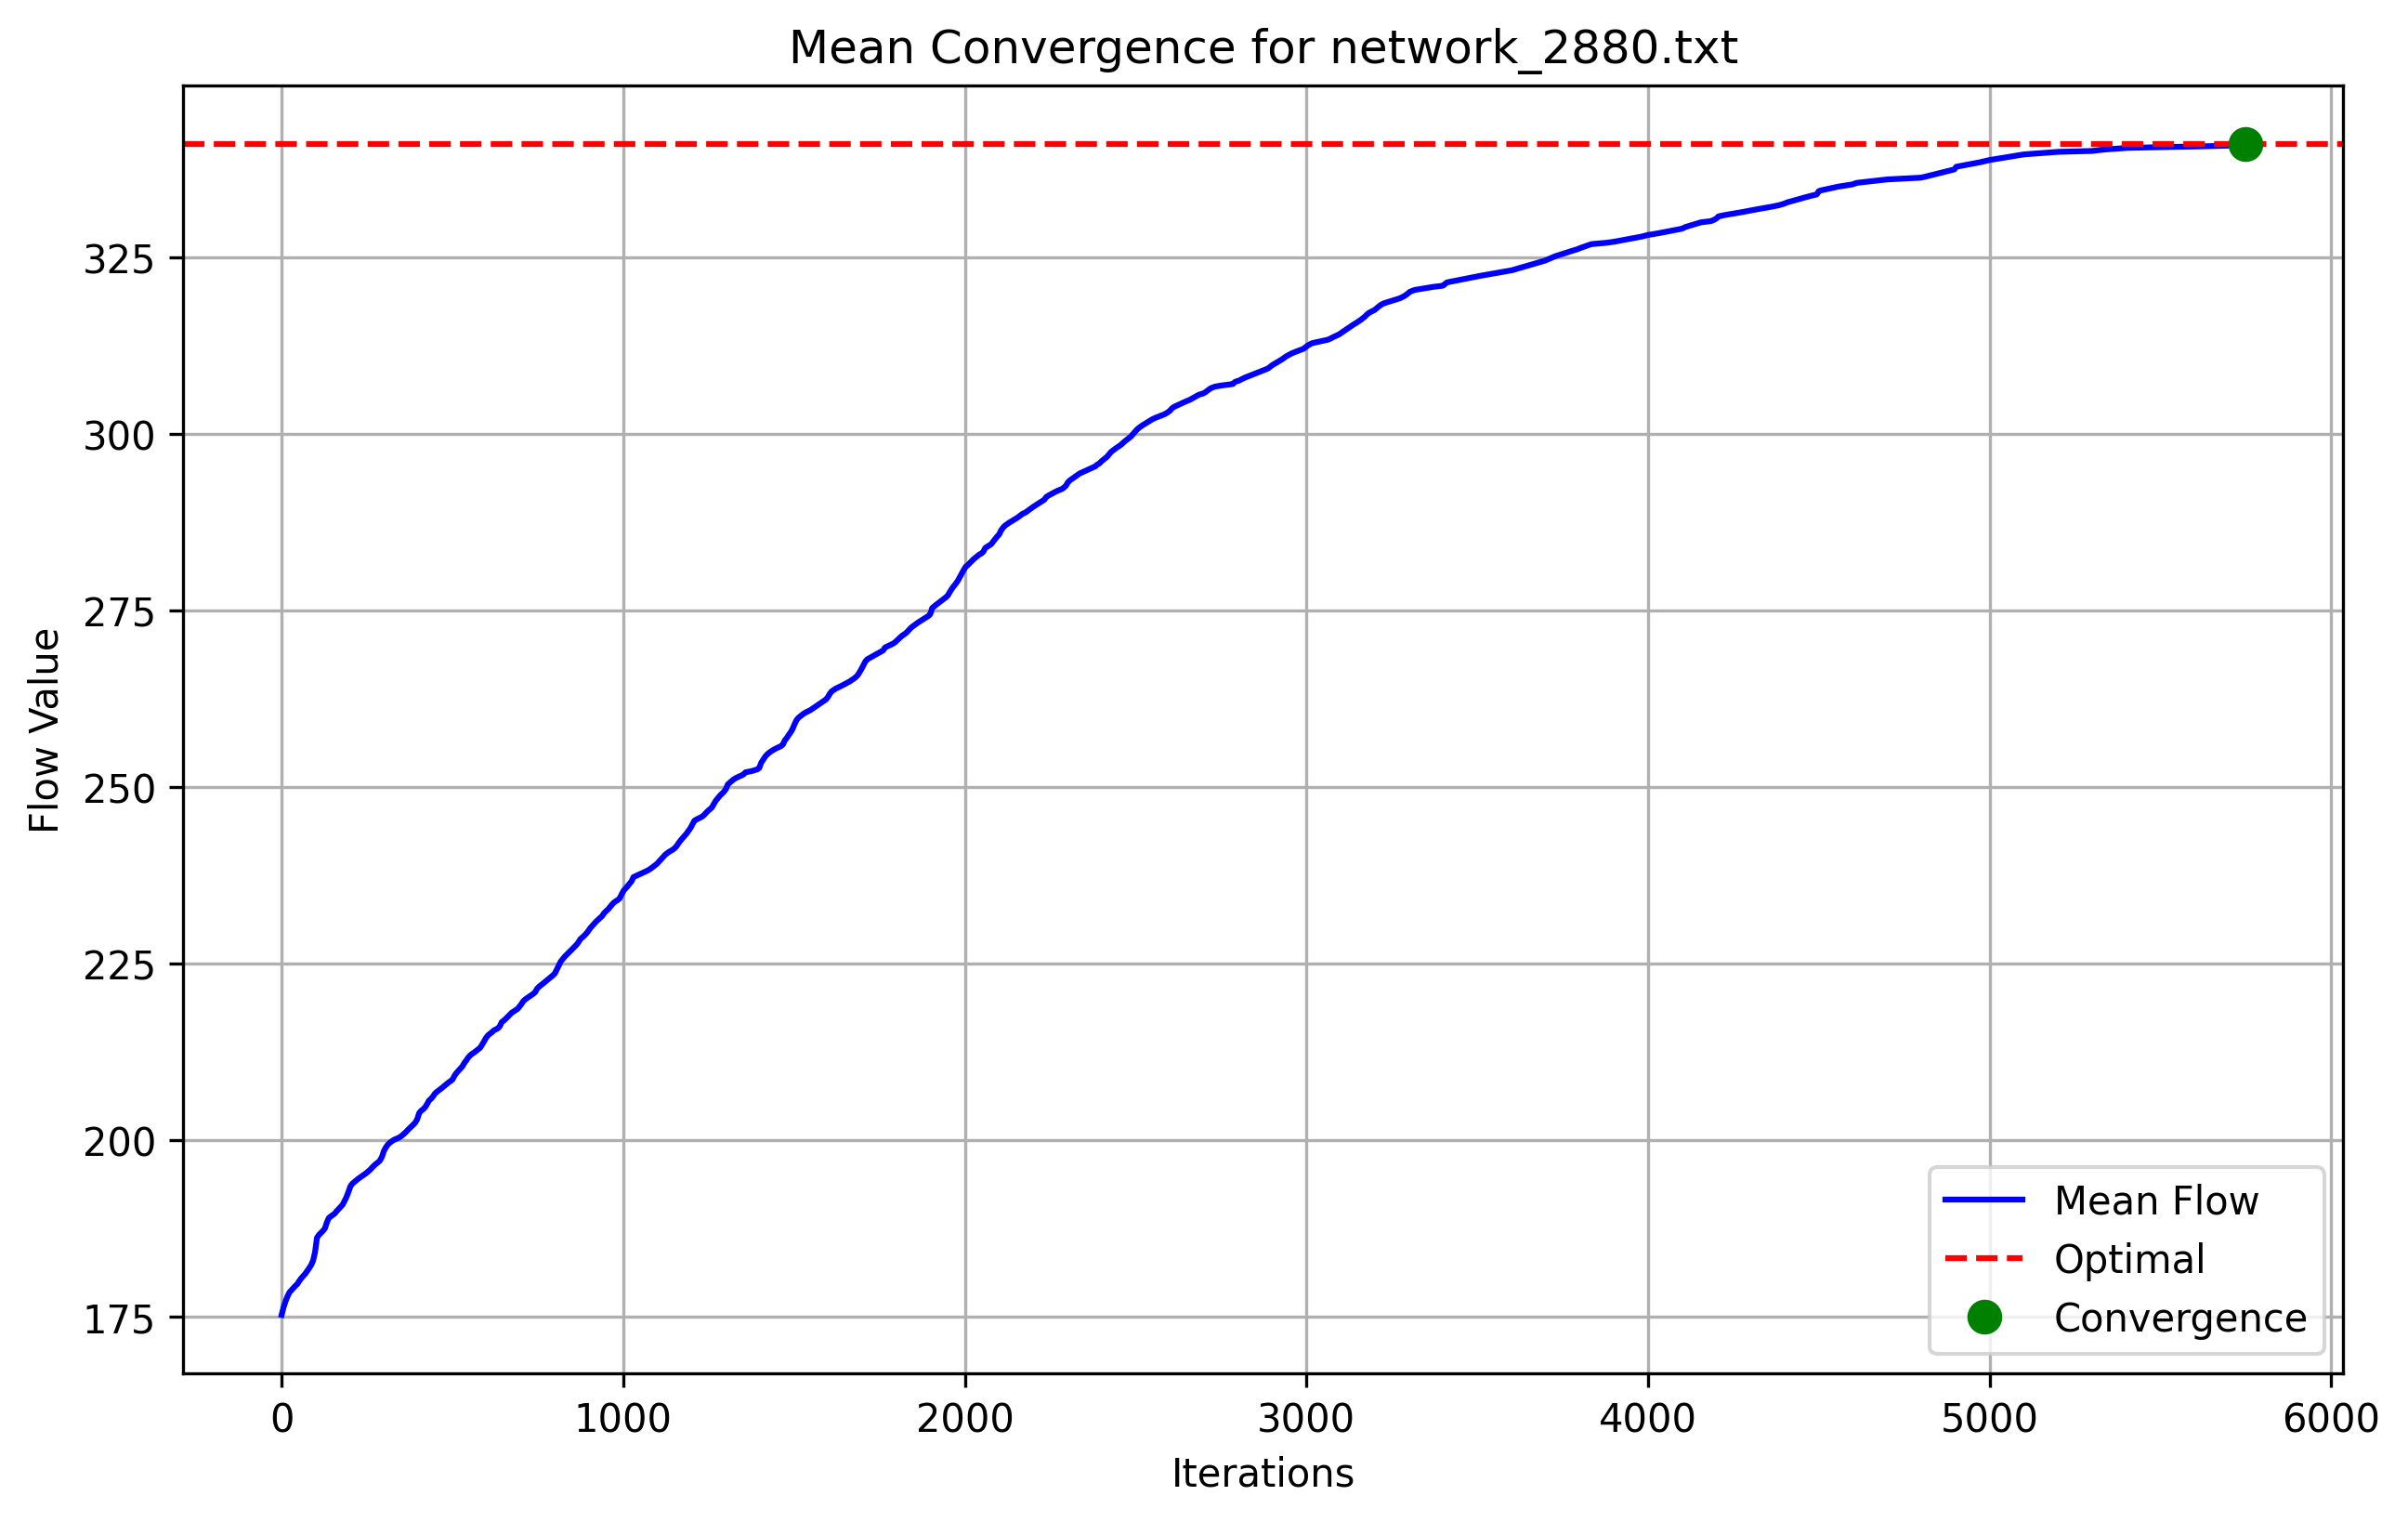 Mean Convergence for network_2880.txt
Flow Value
325
300
275
250
225
200
175
0 1000 2000 3000 4000 5000 6000
Iterations
Mean Flow
Optimal
Convergence